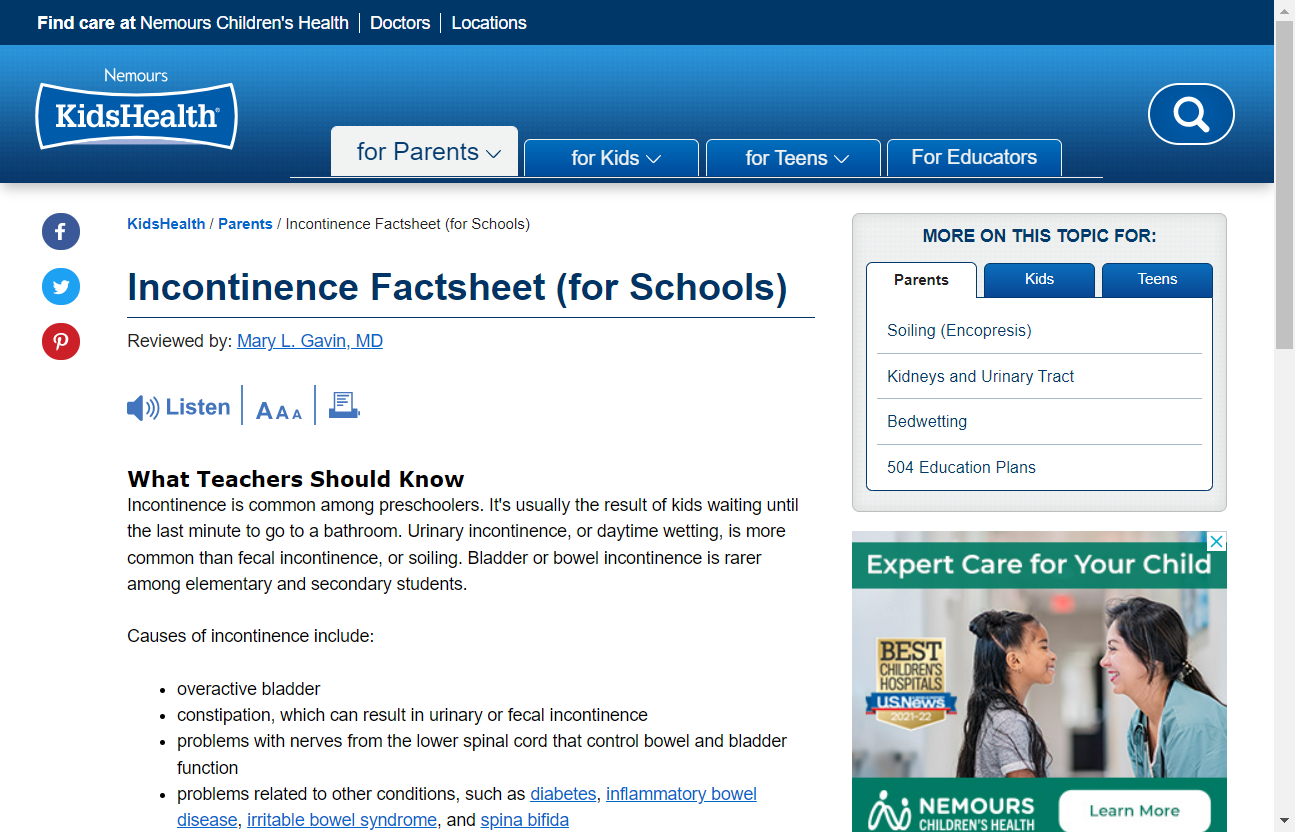 Find care at Nemours Children's Health
Doctors
Locations
Nemours
KidsHealth®
for Parents
for Kids
for Teens
For Educators
KidsHealth / Parents / Incontinence Factsheet (for Schools)
Incontinence Factsheet (for Schools)
Reviewed by: Mary L. Gavin, MD
Listen
A A A
What Teachers Should Know
Incontinence is common among preschoolers. It's usually the result of kids waiting until
the last minute to go to a bathroom. Urinary incontinence, or daytime wetting, is more
common than fecal incontinence, or soiling. Bladder or bowel incontinence is rarer
among elementary and secondary students.
Causes of incontinence include:
• overactive bladder
• constipation, which can result in urinary or fecal incontinence
• problems with nerves from the lower spinal cord that control bowel and bladder
function
• problems related to other conditions, such as diabetes, inflammatory bowel
disease, irritable bowel syndrome, and spina bifida
MORE ON THIS TOPIC FOR:
Parents
Kids
Teens
Soiling (Encopresis)
Kidneys and Urinary Tract
Bedwetting
504 Education Plans
Expert Care for Your Child
BEST
CHILDREN'S
HOSPITALS
U.S.News
2021-22
NEMOURS
CHILDREN'S HEALTH
Learn More